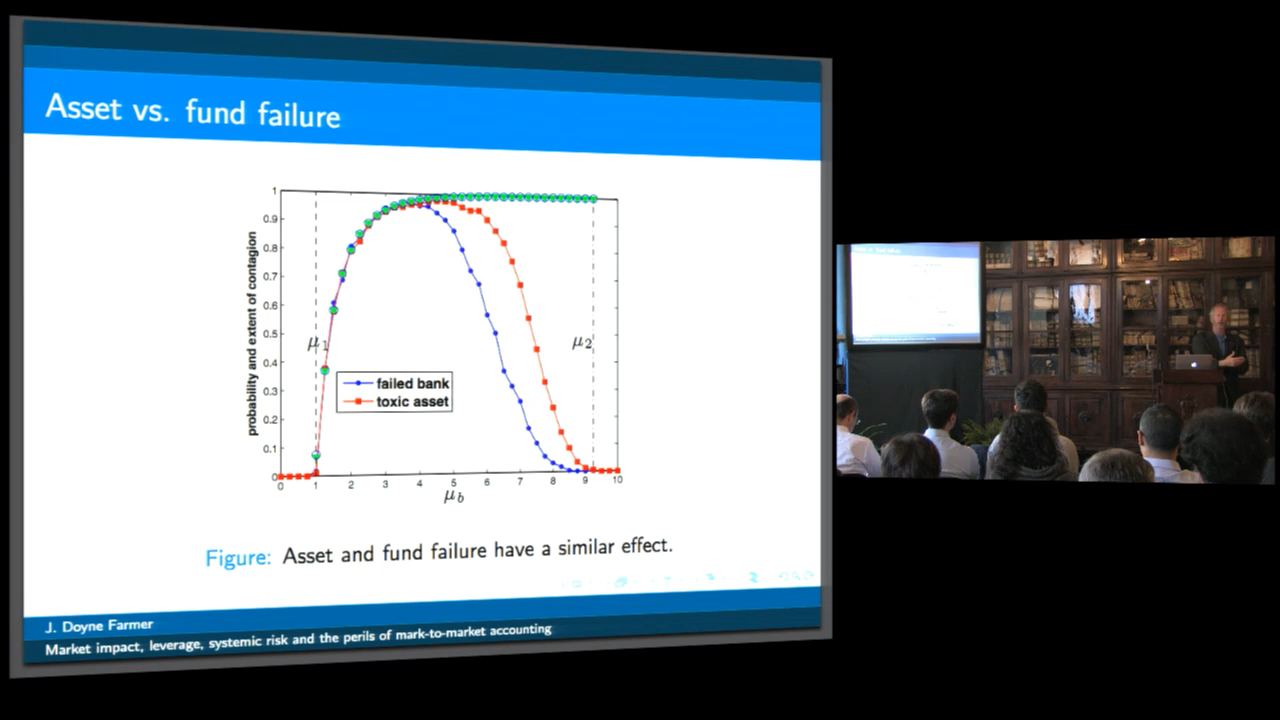 Asset vs. fund failure
1
0.9
0.8
0.7
0.6
0.5
0.4
0.3
0.2
0.1
0
probability and extent of contagion
μ1
μ2
failed bank
toxic asset
0 1 2 3 4 5 6 7 8 9 10
μb
Figure: Asset and fund failure have a similar effect.
J. Doyne Farmer
Market impact, leverage, systemic risk and the perils of mark-to-market accounting